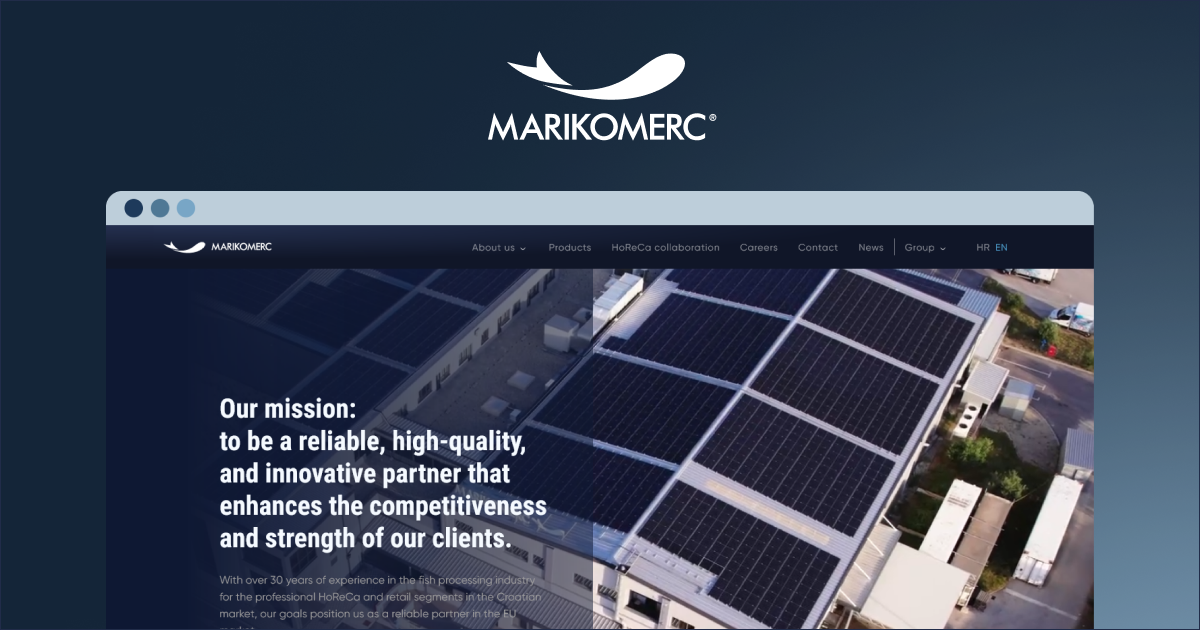 MARIKOMERC®
MARIKOMERC
About us Products HoReCa collaboration Careers Contact News Group HR EN
Our mission:
to be a reliable, high-quality,
and innovative partner that
enhances the competitiveness
and strength of our clients.
With over 30 years of experience in the fish processing industry
for the professional HoReCa and retail segments in the Croatian
market, our goals position us as a reliable partner in the EU